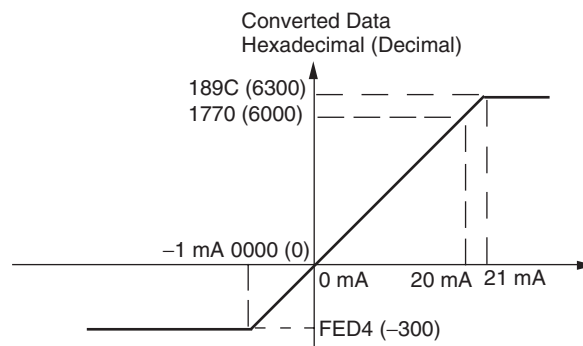 Converted Data
Hexadecimal (Decimal)
189C (6300)
1770 (6000)
−1 mA 0000 (0)
0 mA
20 mA
21 mA
FED4 (−300)